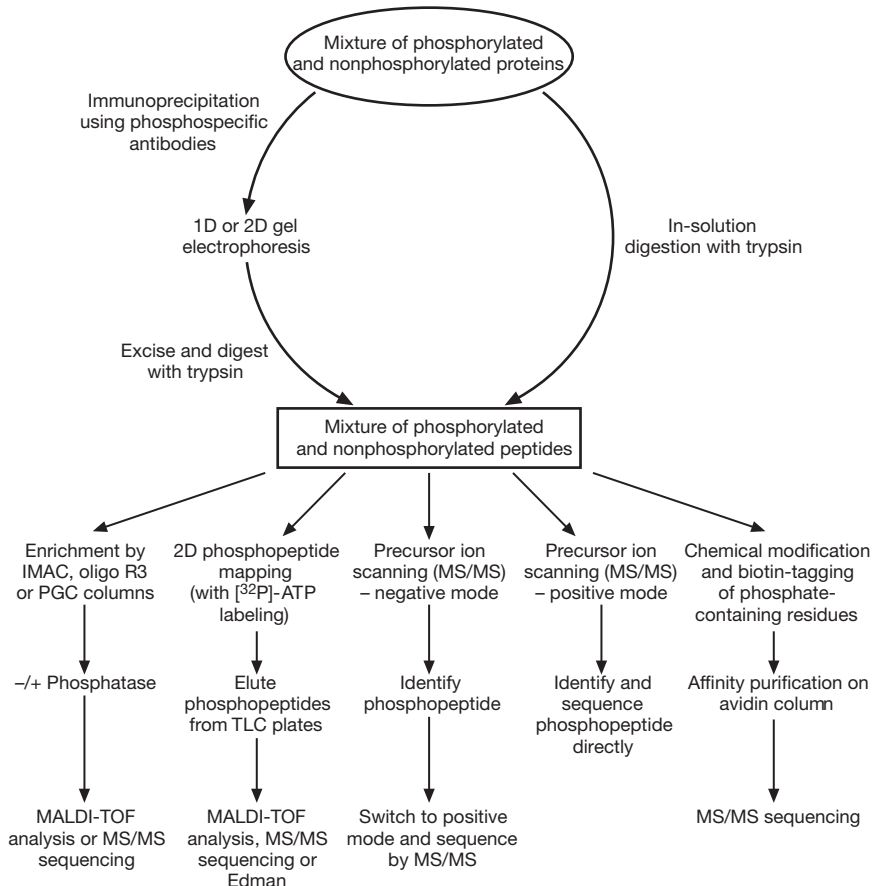 Mixture of phosphorylated
and nonphosphorylated proteins
Immunoprecipitation
using phosphospecific
antibodies
1D or 2D gel
electrophoresis
In-solution
digestion with trypsin
Excise and digest
with trypsin
Mixture of phosphorylated
and nonphosphorylated peptides
Enrichment by
IMAC, oligo R3
or PGC columns
2D phosphopeptide
mapping
(with [³²P]-ATP
labeling)
Precursor ion
scanning (MS/MS)
– negative mode
Precursor ion
scanning (MS/MS)
– positive mode
Chemical modification
and biotin-tagging
of phosphate-
containing residues
–/+ Phosphatase
Elute
phosphopeptides
from TLC plates
Identify
phosphopeptide
Identify and
sequence
phosphopeptide
directly
Affinity purification on
avidin column
MALDI-TOF
analysis or MS/MS
sequencing
MALDI-TOF
analysis, MS/MS
sequencing or
Edman
Switch to positive
mode and sequence
by MS/MS
MS/MS sequencing